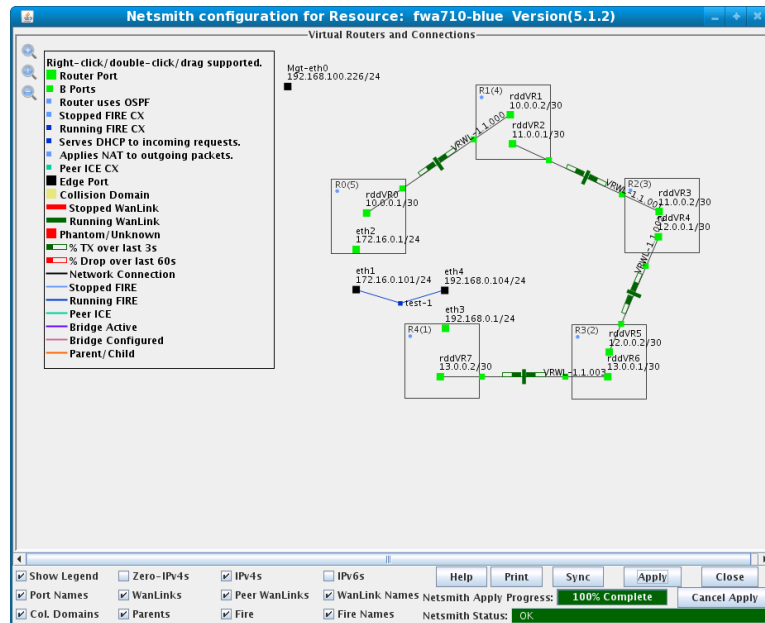 Netsmith configuration for Resource: fwa710-blue Version(5.1.2)
Virtual Routers and Connections
Right-click/double-click/drag supported.
Router Port
B Ports
Router uses OSPF
Stopped FIRE CX
Running FIRE CX
Serves DHCP to incoming requests.
Applies NAT to outgoing packets.
Peer ICE CX
Edge Port
Collision Domain
Stopped WanLink
Running WanLink
Phantom/Unknown
% TX over last 3s
% Drop over last 60s
Network Connection
Stopped FIRE
Running FIRE
Peer ICE
Bridge Active
Bridge Configured
Parent/Child
Mgt-eth0
192.168.100.226/24
R1(4)
rddVR1
10.0.0.2/30
rddVR2
11.0.0.1/30
VRWL-1.1.000
R0(5)
rddVR0
10.0.0.1/30
eth2
172.16.0.1/24
R2(3)
rddVR3
11.0.0.2/30
rddVR4
12.0.0.1/30
eth1
172.16.0.101/24
eth4
192.168.0.104/24
test-1
eth3
192.168.0.1/24
R4(1)
rddVR7
13.0.0.2/30
R3(2)
rddVR5
12.0.0.2/30
rddVR6
13.0.0.1/30
VRWL-1.1.003
Show Legend Zero-IPv4s IPv4s IPv6s Help Print Sync Apply Close
Port Names WanLinks Peer WanLinks WanLink Names Netsmith Apply Progress: 100% Complete Cancel Apply
Col. Domains Parents Fire Fire Names Netsmith Status: OK